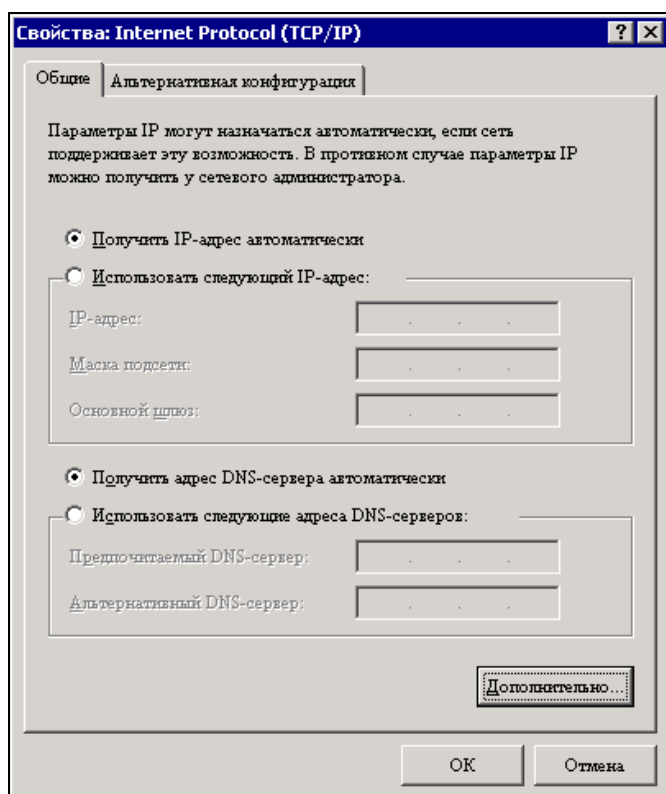 Свойства: Internet Protocol (TCP/IP)
Общие
Альтернативная конфигурация
Параметры IP могут назначаться автоматически, если сеть
поддерживает эту возможность. В противном случае параметры IP
можно получить у сетевого администратора.
Получить IP-адрес автоматически
Использовать следующий IP-адрес:
IP-адрес:
Маска подсети:
Основной шлюз:
Получить адрес DNS-сервера автоматически
Использовать следующие адреса DNS-серверов:
Предпочитаемый DNS-сервер:
Альтернативный DNS-сервер:
Дополнительно...
OK
Отмена